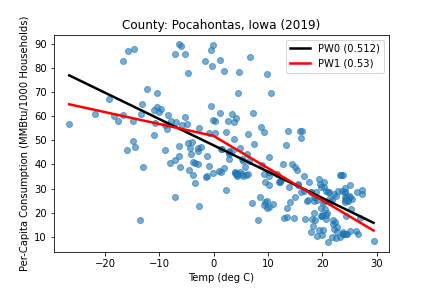 County: Pocahontas, Iowa (2019)
PW0 (0.512)
PW1 (0.53)
Per-Capita Consumption (MMBtu/1000 Households)
90
80
70
60
50
40
30
20
10
−20 −10 0 10 20 30
Temp (deg C)